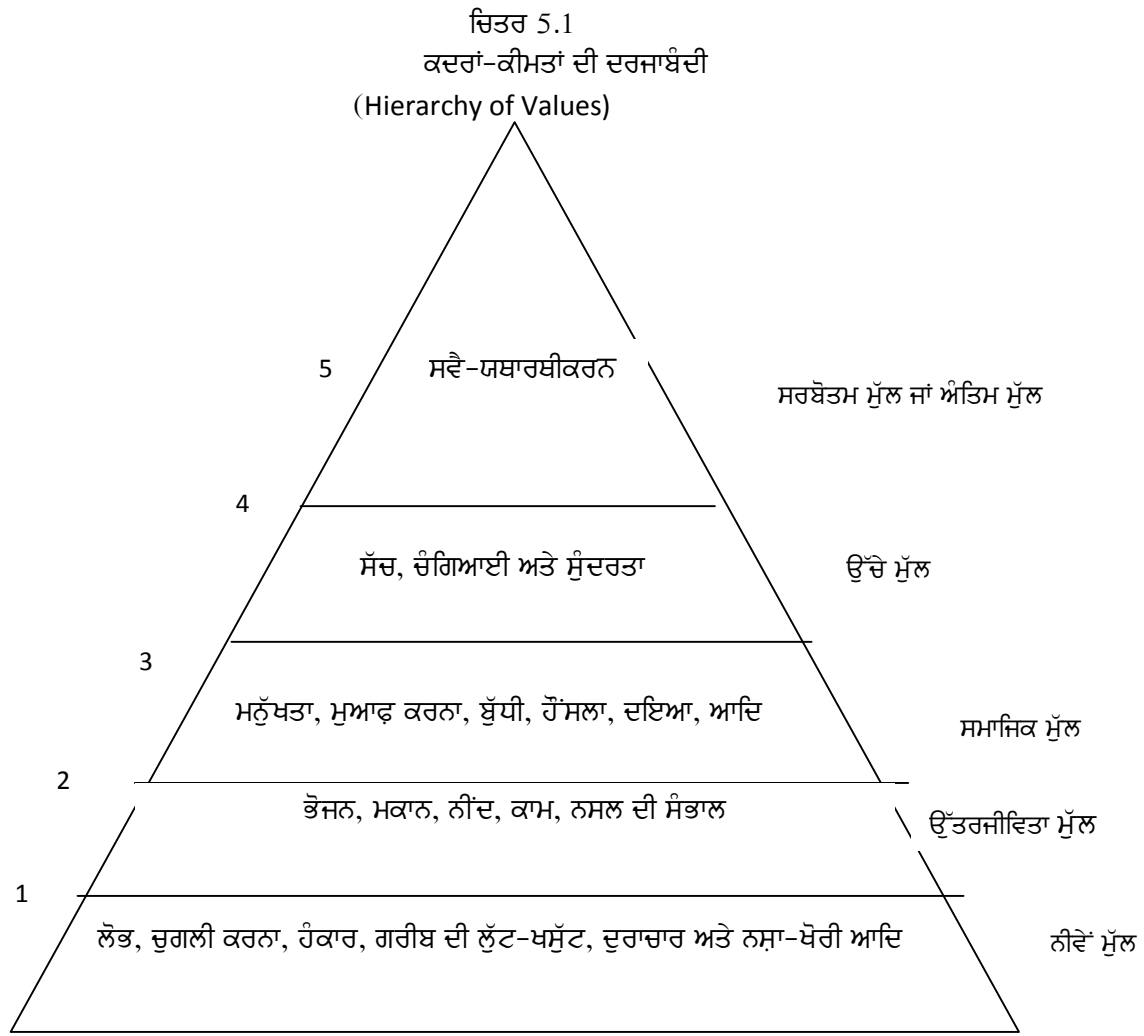 ਚਿਤਰ 5.1
ਕਦਰਾਂ-ਕੀਮਤਾਂ ਦੀ ਦਰਜਾਬੰਦੀ
(Hierarchy of Values)
5
ਸਵੈ-ਯਥਾਰਥੀਕਰਨ
ਸਰਬੋਤਮ ਮੁੱਲ ਜਾਂ ਅੰਤਿਮ ਮੁੱਲ
4
ਸੱਚ, ਚੰਗਿਆਈ ਅਤੇ ਸੁੰਦਰਤਾ
ਉੱਚੇ ਮੁੱਲ
3
ਮਨੁੱਖਤਾ, ਮੁਆਫ਼ ਕਰਨਾ, ਬੁੱਧੀ, ਹੌਂਸਲਾ, ਦਇਆ, ਆਦਿ
ਸਮਾਜਿਕ ਮੁੱਲ
2
ਭੋਜਨ, ਮਕਾਨ, ਨੀਂਦ, ਕਾਮ, ਨਸਲ ਦੀ ਸੰਭਾਲ
ਉੱਤਰਜੀਵਿਤਾ ਮੁੱਲ
1
ਲੋਭ, ਚੁਗਲੀ ਕਰਨਾ, ਹੰਕਾਰ, ਗਰੀਬ ਦੀ ਲੁੱਟ-ਖਸੁੱਟ, ਦੁਰਾਚਾਰ ਅਤੇ ਨਸ਼ਾ-ਖੋਰੀ ਆਦਿ
ਨੀਵੇਂ ਮੁੱਲ